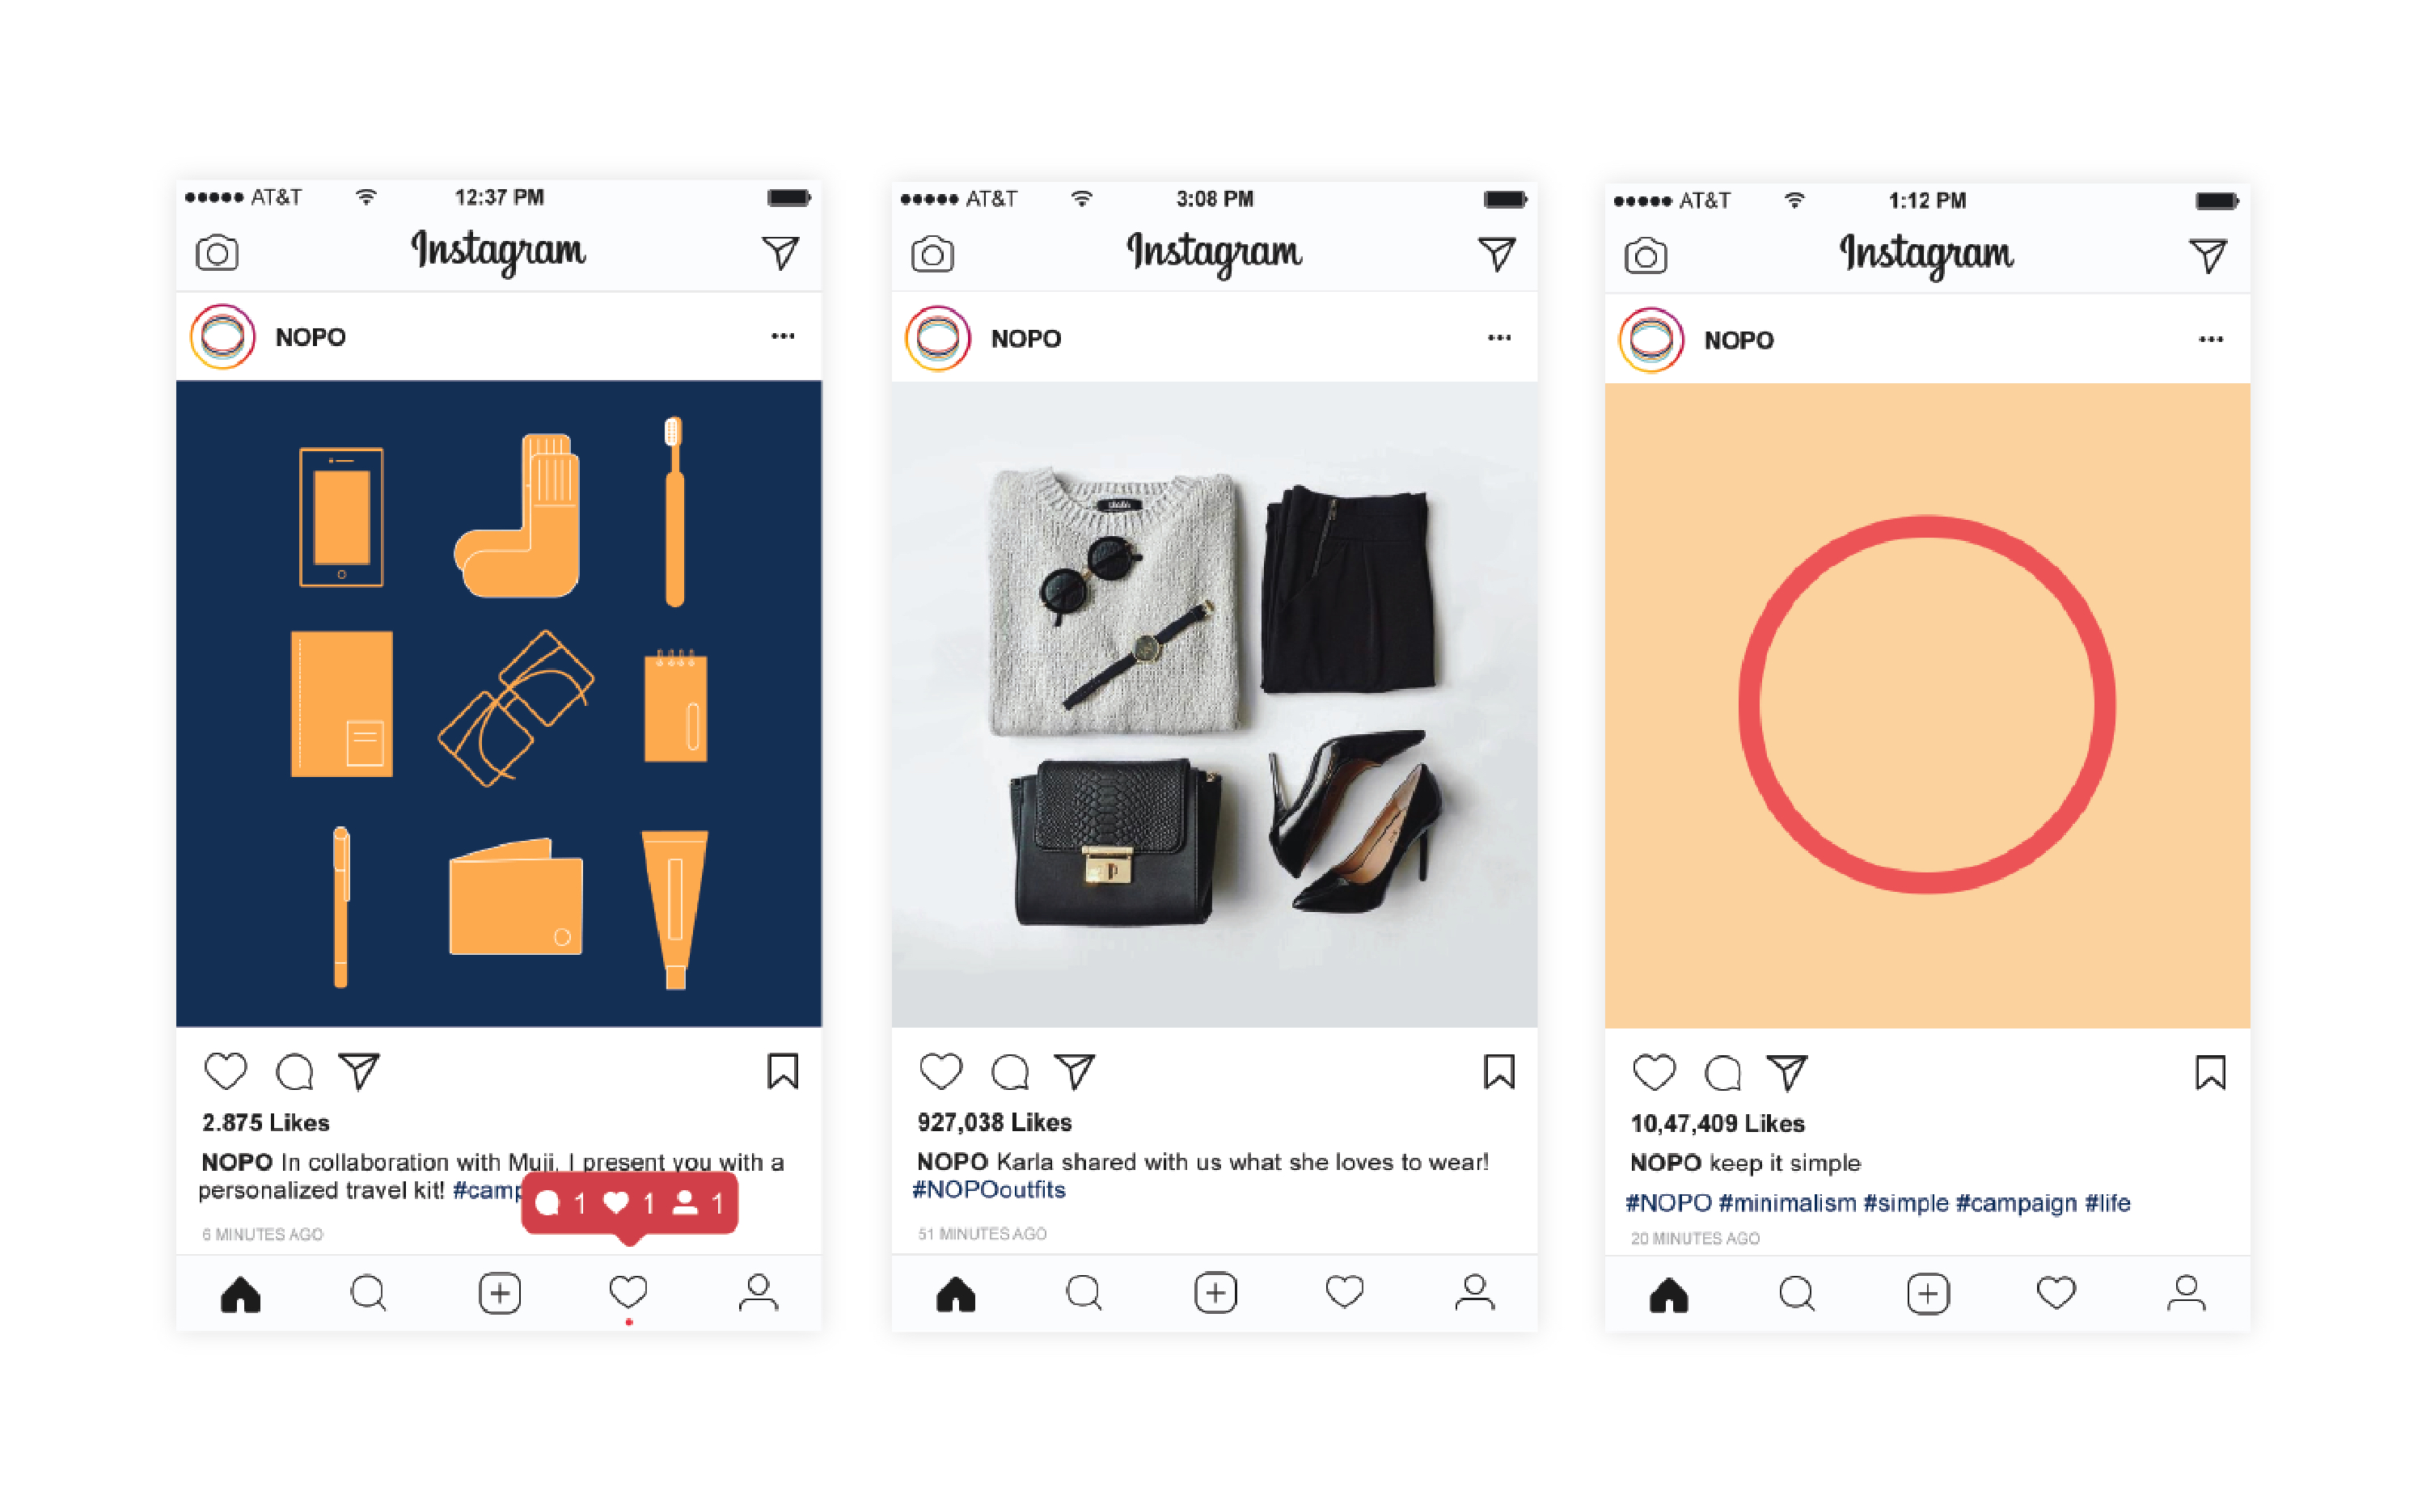 AT&T 12:37 PM
Instagram
NOPO
2.875 Likes
NOPO In collaboration with Muji, I present you with a
personalized travel kit! #camp
1 1 1
6 MINUTES AGO
AT&T 3:08 PM
Instagram
NOPO
927,038 Likes
NOPO Karla shared with us what she loves to wear!
#NOPOoutfits
51 MINUTES AGO
AT&T 1:12 PM
Instagram
NOPO
10,47,409 Likes
NOPO keep it simple
#NOPO #minimalism #simple #campaign #life
20 MINUTES AGO